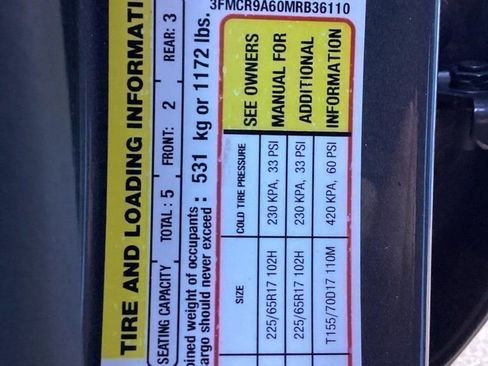 3FMCR9A60MRB36110
TIRE AND LOADING INFORMATI
SEATING CAPACITY TOTAL : 5 FRONT: 2 REAR: 3
bined weight of occupants
argo should never exceed : 531 kg or 1172 lbs.
SIZE COLD TIRE PRESSURE SEE OWNERS
225/65R17 102H 230 KPA, 33 PSI MANUAL FOR
225/65R17 102H 230 KPA, 33 PSI ADDITIONAL
T155/70D17 110M 420 KPA, 60 PSI INFORMATION